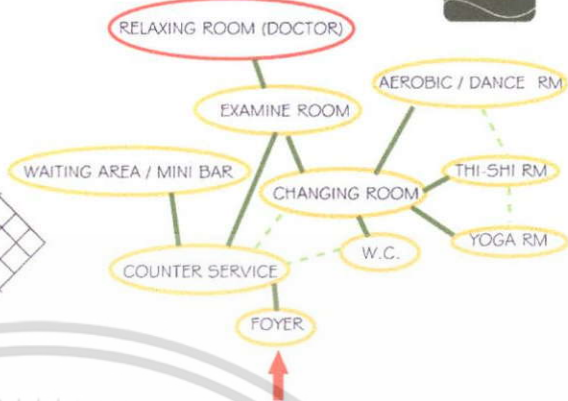 RELAXING ROOM (DOCTOR)
AEROBIC / DANCE RM
EXAMINE ROOM
WAITING AREA / MINI BAR
THI-SHI RM
CHANGING ROOM
YOGA RM
W.C.
COUNTER SERVICE
FOYER